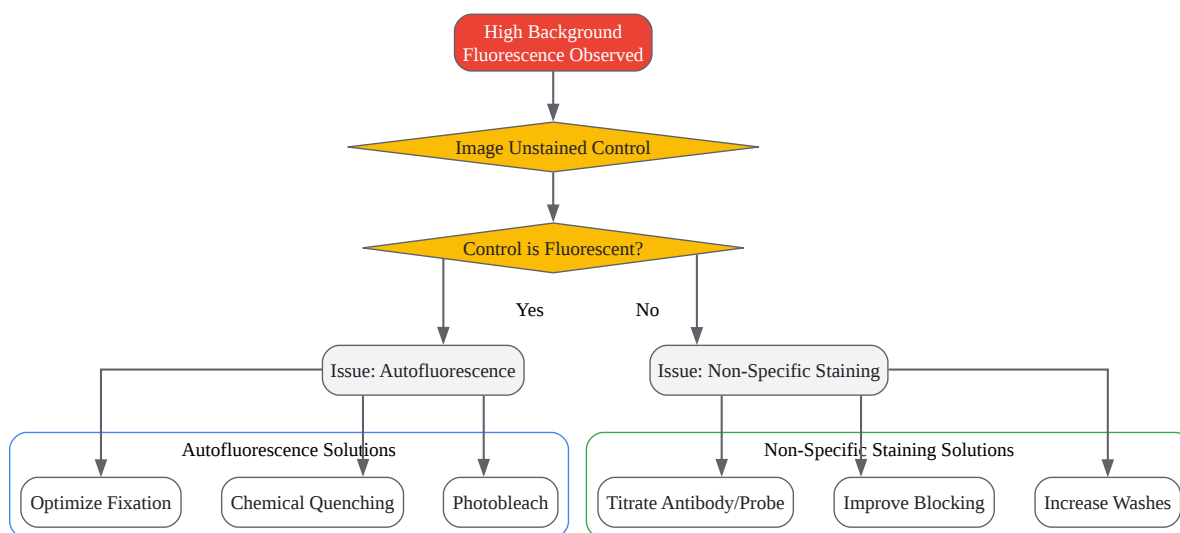 High Background
Fluorescence Observed
Image Unstained Control
Control is Fluorescent?
Yes
No
Issue: Autofluorescence
Issue: Non-Specific Staining
Autofluorescence Solutions
Non-Specific Staining Solutions
Optimize Fixation
Chemical Quenching
Photobleach
Titrate Antibody/Probe
Improve Blocking
Increase Washes